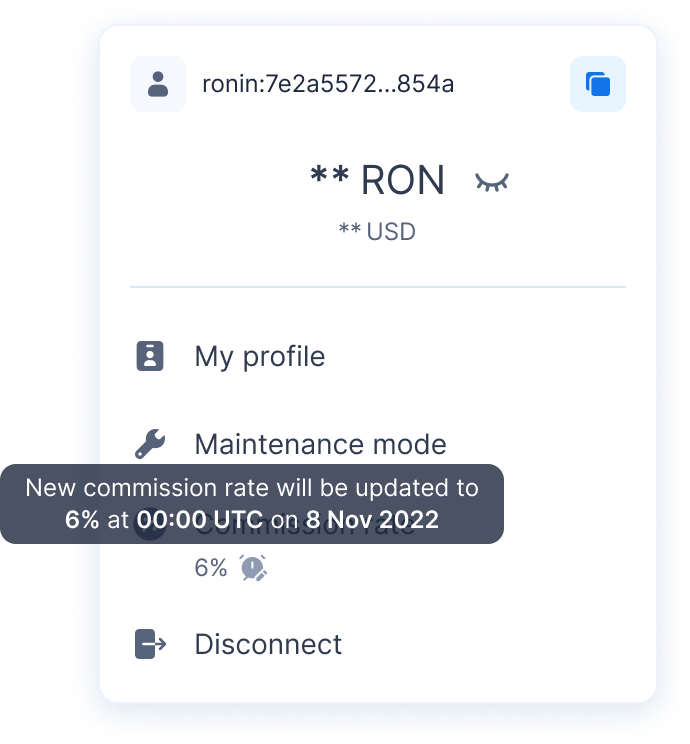 ronin:7e2a5572...854a
** RON
** USD
My profile
Maintenance mode
New commission rate will be updated to
6% at 00:00 UTC on 8 Nov 2022
Commission rate
6%
Disconnect